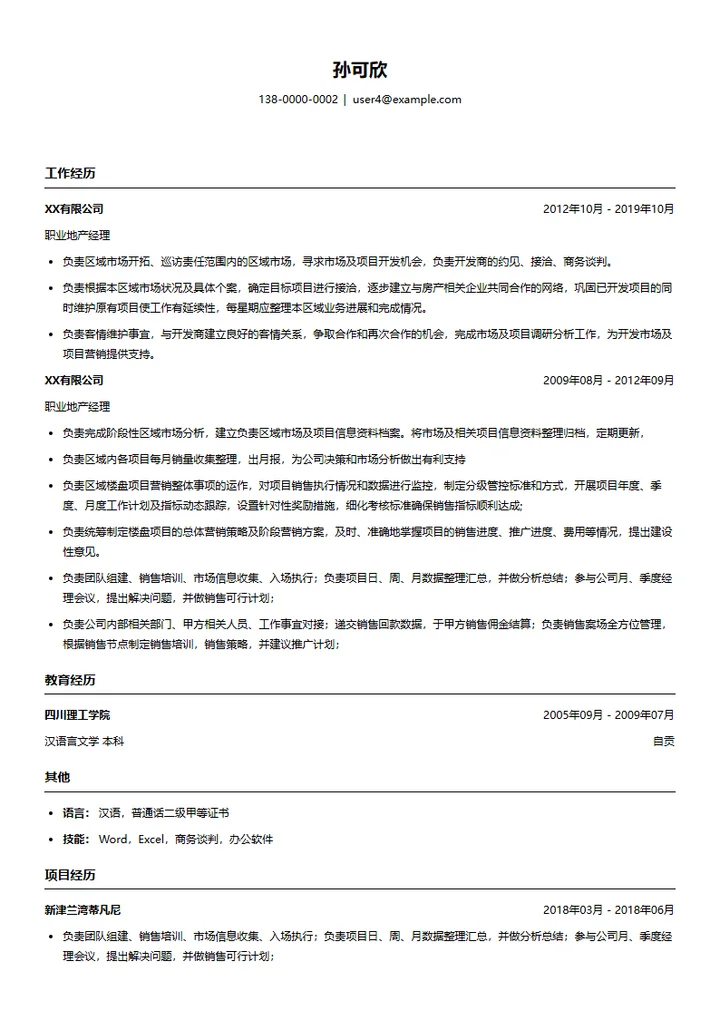 孙可欣
138-0000-0002 | user4@example.com
工作经历
XX有限公司 2012年10月 - 2019年10月
职业地产经理
• 负责区域市场开拓、巡访责任范围内的区域市场，寻求市场及项目开发机会，负责开发商的约见、接洽、商务谈判。
• 负责根据本区域市场状况及具体个案，确定目标项目进行接洽，逐步建立与房产相关企业共同合作的网络，巩固已开发项目的同
时维护原有项目使工作有延续性，每星期应整理本区域业务进展和完成情况。
• 负责客情维护事宜，与开发商建立良好的客情关系，争取合作和再次合作的机会，完成市场及项目调研分析工作，为开发市场及
项目营销提供支持。
XX有限公司 2009年08月 - 2012年09月
职业地产经理
• 负责完成阶段性区域市场分析，建立负责区域市场及项目信息资料档案。将市场及相关项目信息资料整理归档，定期更新，
• 负责区域内各项目每月销量收集整理，出月报，为公司决策和市场分析做出有利支持
• 负责区域楼盘项目营销整体事项的运作，对项目销售执行情况和数据进行监控，制定分级管控标准和方式，开展项目年度、季
度、月度工作计划及指标动态跟踪，设置针对性奖励措施，细化考核标准确保销售指标顺利达成;
• 负责统筹制定楼盘项目的总体营销策略及阶段营销方案，及时、准确地掌握项目的销售进度、推广进度、费用等情况，提出建设
性意见。
• 负责团队组建、销售培训、市场信息收集、入场执行；负责项目日、周、月数据整理汇总，并做分析总结；参与公司月、季度经
理会议，提出解决问题，并做销售可行计划；
• 负责公司内部相关部门、甲方相关人员、工作事宜对接；递交销售回款数据，于甲方销售佣金结算；负责销售案场全方位管理，
根据销售节点制定销售培训，销售策略，并建议推广计划；
教育经历
四川理工学院 2005年09月 - 2009年07月
汉语言文学 本科 自贡
其他
• 语言： 汉语，普通话二级甲等证书
• 技能： Word，Excel，商务谈判，办公软件
项目经历
新津兰湾蒂凡尼 2018年03月 - 2018年06月
• 负责团队组建、销售培训、市场信息收集、入场执行；负责项目日、周、月数据整理汇总，并做分析总结；参与公司月、季度经
理会议，提出解决问题，并做销售可行计划；